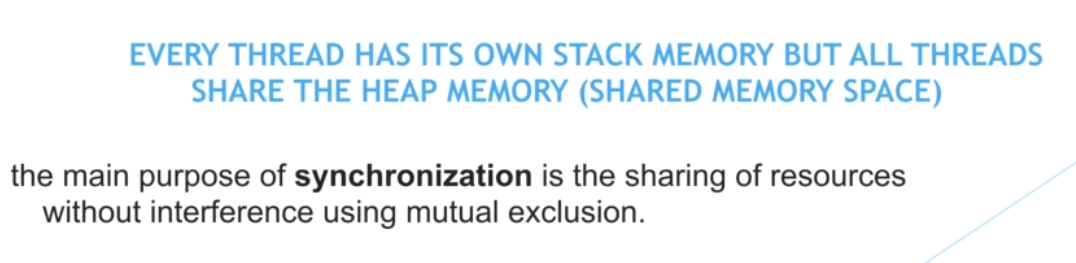 EVERY THREAD HAS ITS OWN STACK MEMORY BUT ALL THREADS
SHARE THE HEAP MEMORY (SHARED MEMORY SPACE)
the main purpose of synchronization is the sharing of resources
without interference using mutual exclusion.